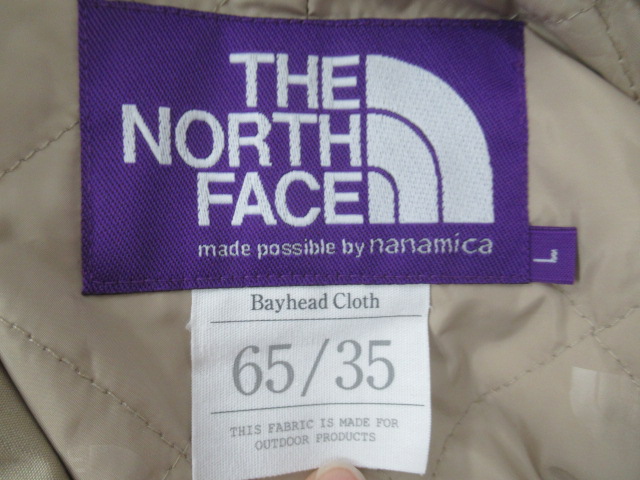 THE
NORTH
FACE
made possible by nanamica
L
Bayhead Cloth
65/35
THIS FABRIC IS MADE FOR
OUTDOOR PRODUCTS